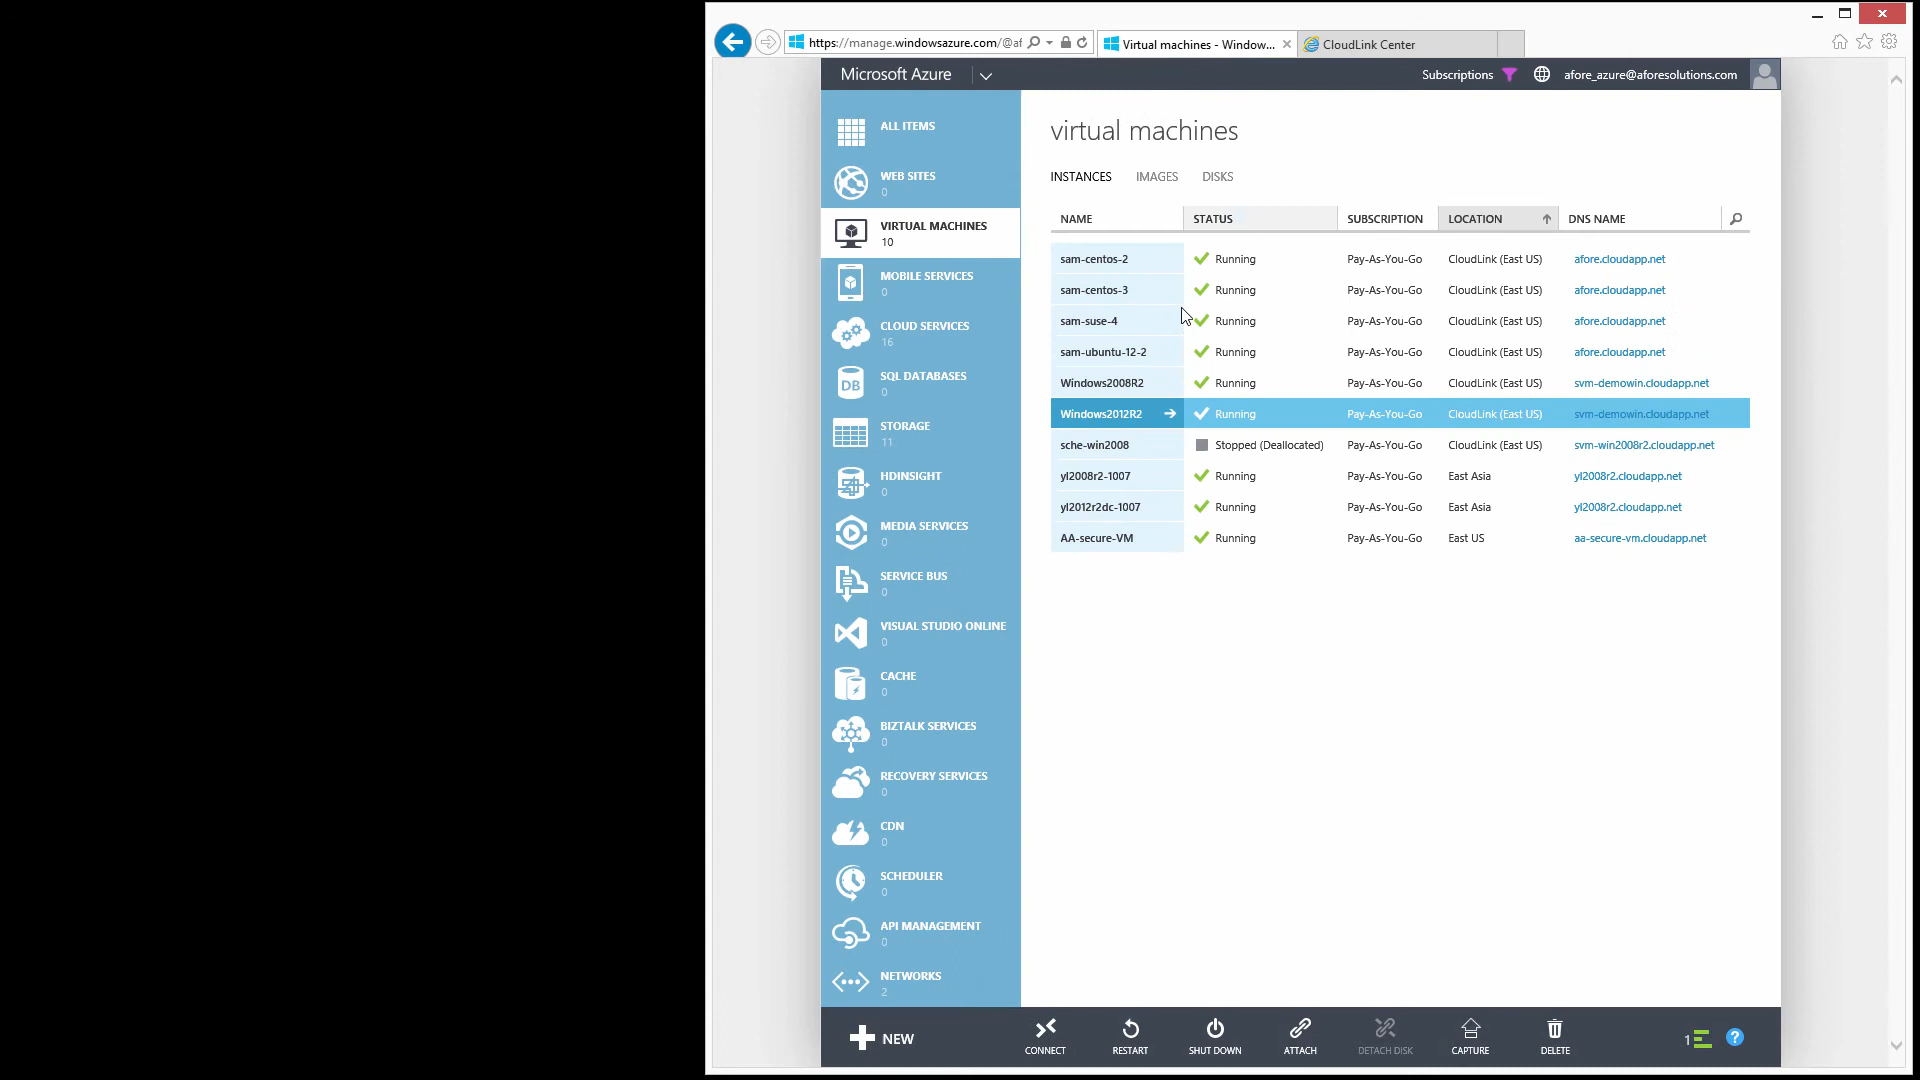 https://manage.windowsazure.com/@af
Virtual machines - Window...
CloudLink Center
Microsoft Azure
Subscriptions
afore_azure@aforesolutions.com
ALL ITEMS
WEB SITES
0
VIRTUAL MACHINES
10
MOBILE SERVICES
0
CLOUD SERVICES
16
SQL DATABASES
0
DB
STORAGE
11
HDINSIGHT
0
MEDIA SERVICES
0
SERVICE BUS
0
VISUAL STUDIO ONLINE
0
CACHE
0
BIZTALK SERVICES
0
RECOVERY SERVICES
0
CDN
0
SCHEDULER
0
API MANAGEMENT
0
NETWORKS
2
virtual machines
INSTANCES IMAGES DISKS
NAME STATUS SUBSCRIPTION LOCATION DNS NAME
sam-centos-2 Running Pay-As-You-Go CloudLink (East US) afore.cloudapp.net
sam-centos-3 Running Pay-As-You-Go CloudLink (East US) afore.cloudapp.net
sam-suse-4 Running Pay-As-You-Go CloudLink (East US) afore.cloudapp.net
sam-ubuntu-12-2 Running Pay-As-You-Go CloudLink (East US) afore.cloudapp.net
Windows2008R2 Running Pay-As-You-Go CloudLink (East US) svm-demowin.cloudapp.net
Windows2012R2 Running Pay-As-You-Go CloudLink (East US) svm-demowin.cloudapp.net
sche-win2008 Stopped (Deallocated) Pay-As-You-Go CloudLink (East US) svm-win2008r2.cloudapp.net
yl2008r2-1007 Running Pay-As-You-Go East Asia yl2008r2.cloudapp.net
yl2012r2dc-1007 Running Pay-As-You-Go East Asia yl2008r2.cloudapp.net
AA-secure-VM Running Pay-As-You-Go East US aa-secure-vm.cloudapp.net
NEW
CONNECT
RESTART
SHUT DOWN
ATTACH
DETACH DISK
CAPTURE
DELETE
1
?